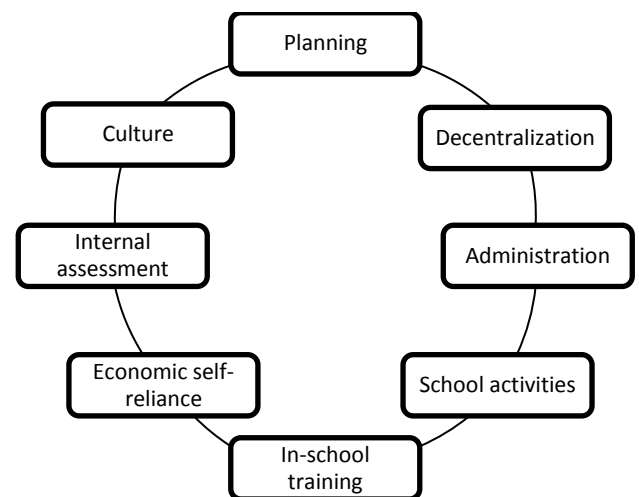 Planning
Decentralization
Administration
School activities
In-school
training
Economic self-
reliance
Internal
assessment
Culture